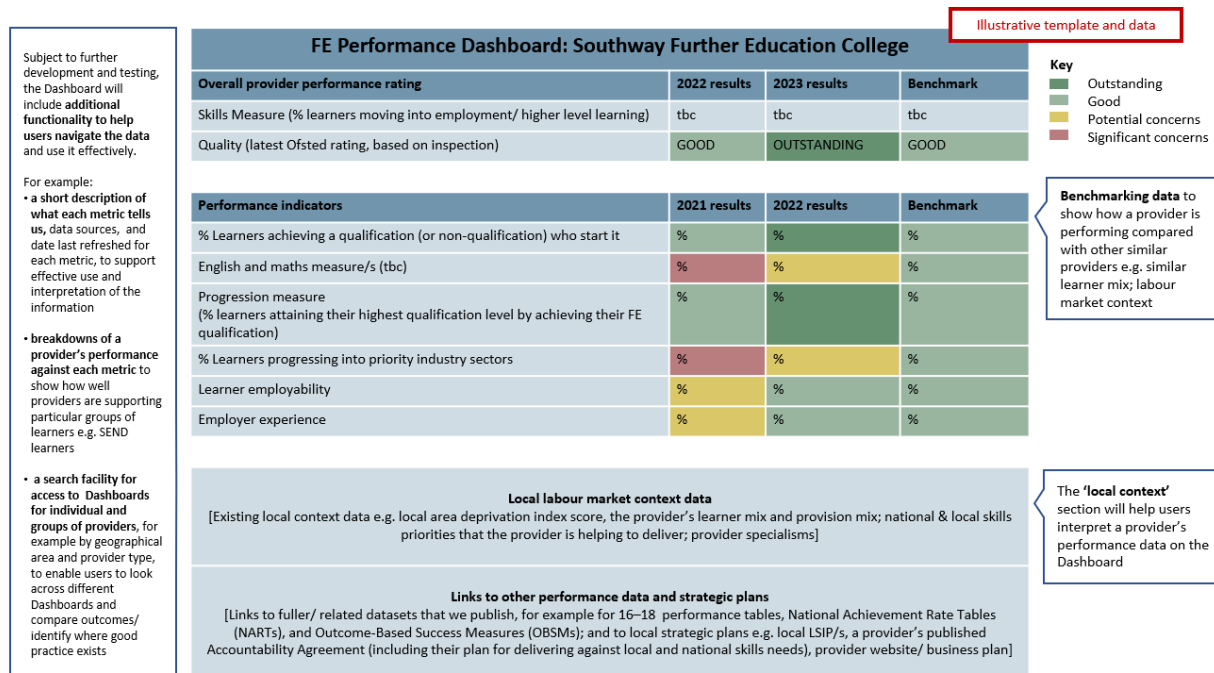 Illustrative template and data
FE Performance Dashboard: Southway Further Education College
Key
Outstanding
Good
Potential concerns
Significant concerns
Subject to further
development and testing,
the Dashboard will
include additional
functionality to help
users navigate the data
and use it effectively.
For example:
• a short description of
what each metric tells
us, data sources, and
date last refreshed for
each metric, to support
effective use and
interpretation of the
information
• breakdowns of a
provider's performance
against each metric to
show how well
providers are supporting
particular groups of
learners e.g. SEND
learners
• a search facility for
access to Dashboards
for individual and
groups of providers, for
example by geographical
area and provider type,
to enable users to look
across different
Dashboards and
compare outcomes/
identify where good
practice exists
Overall provider performance rating 2022 results 2023 results Benchmark
Skills Measure (% learners moving into employment/ higher level learning) tbc tbc tbc
Quality (latest Ofsted rating, based on inspection) GOOD OUTSTANDING GOOD
Performance indicators 2021 results 2022 results Benchmark
% Learners achieving a qualification (or non-qualification) who start it % % %
English and maths measure/s (tbc) % % %
Progression measure % % %
(% learners attaining their highest qualification level by achieving their FE
qualification)
% Learners progressing into priority industry sectors % % %
Learner employability % % %
Employer experience % % %
Benchmarking data to
show how a provider is
performing compared
with other similar
providers e.g. similar
learner mix; labour
market context
Local labour market context data
[Existing local context data e.g. local area deprivation index score, the provider's learner mix and provision mix; national & local skills
priorities that the provider is helping to deliver; provider specialisms]
The 'local context'
section will help users
interpret a provider's
performance data on the
Dashboard
Links to other performance data and strategic plans
[Links to fuller/ related datasets that we publish, for example for 16–18 performance tables, National Achievement Rate Tables
(NARTs), and Outcome-Based Success Measures (OBSMs); and to local strategic plans e.g. local LSIP/s, a provider's published
Accountability Agreement (including their plan for delivering against local and national skills needs), provider website/ business plan]